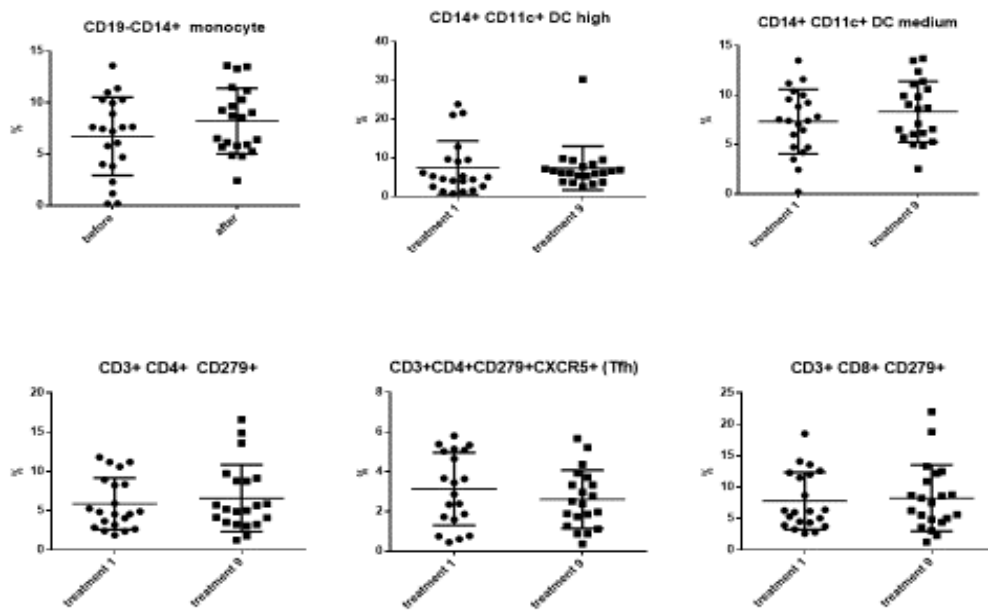 CD19-CD14+ monocyte
15
10
5
0
%
before
after
CD14+ CD11c+ DC high
40
30
20
10
0
%
treatment 1
treatment 9
CD14+ CD11c+ DC medium
15
10
5
0
%
treatment 1
treatment 9
CD3+ CD4+ CD279+
20
15
10
5
0
%
treatment 1
treatment 9
CD3+CD4+CD279+CXCR5+ (Tfh)
8
6
4
2
0
%
treatment 1
treatment 9
CD3+ CD8+ CD279+
25
20
15
10
5
0
%
treatment 1
treatment 9